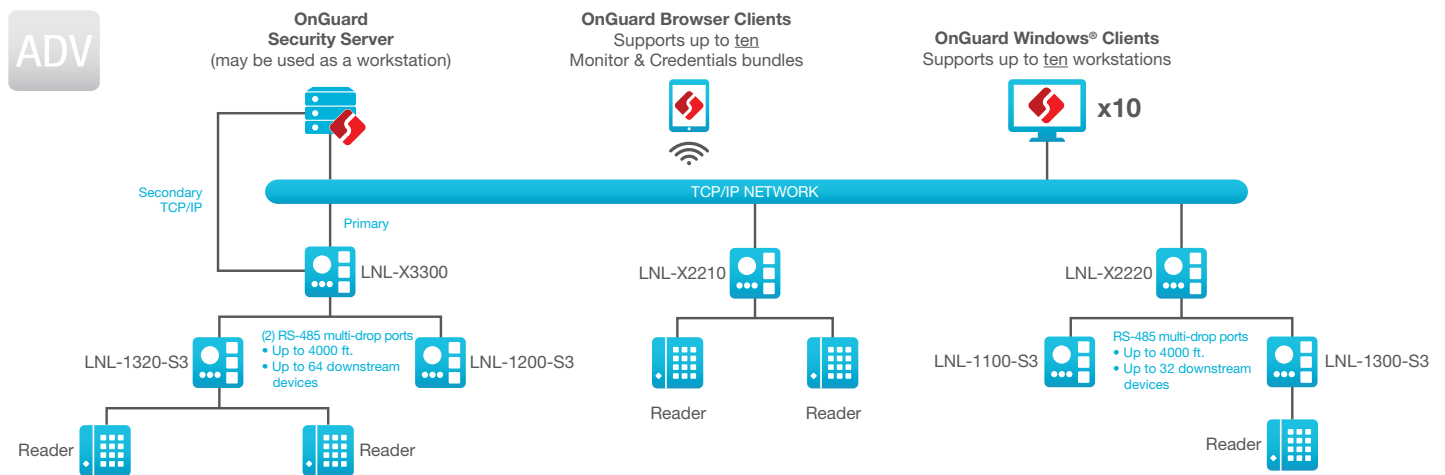 ADV
OnGuard
Security Server
(may be used as a workstation)
OnGuard Browser Clients
Supports up to ten
Monitor & Credentials bundles
OnGuard Windows® Clients
Supports up to ten workstations
x10
Secondary
TCP/IP
TCP/IP NETWORK
Primary
LNL-X3300
LNL-X2210
LNL-X2220
LNL-1320-S3
(2) RS-485 multi-drop ports
• Up to 4000 ft.
• Up to 64 downstream
devices
LNL-1200-S3
LNL-1100-S3
RS-485 multi-drop ports
• Up to 4000 ft.
• Up to 32 downstream
devices
LNL-1300-S3
Reader
Reader
Reader
Reader
Reader